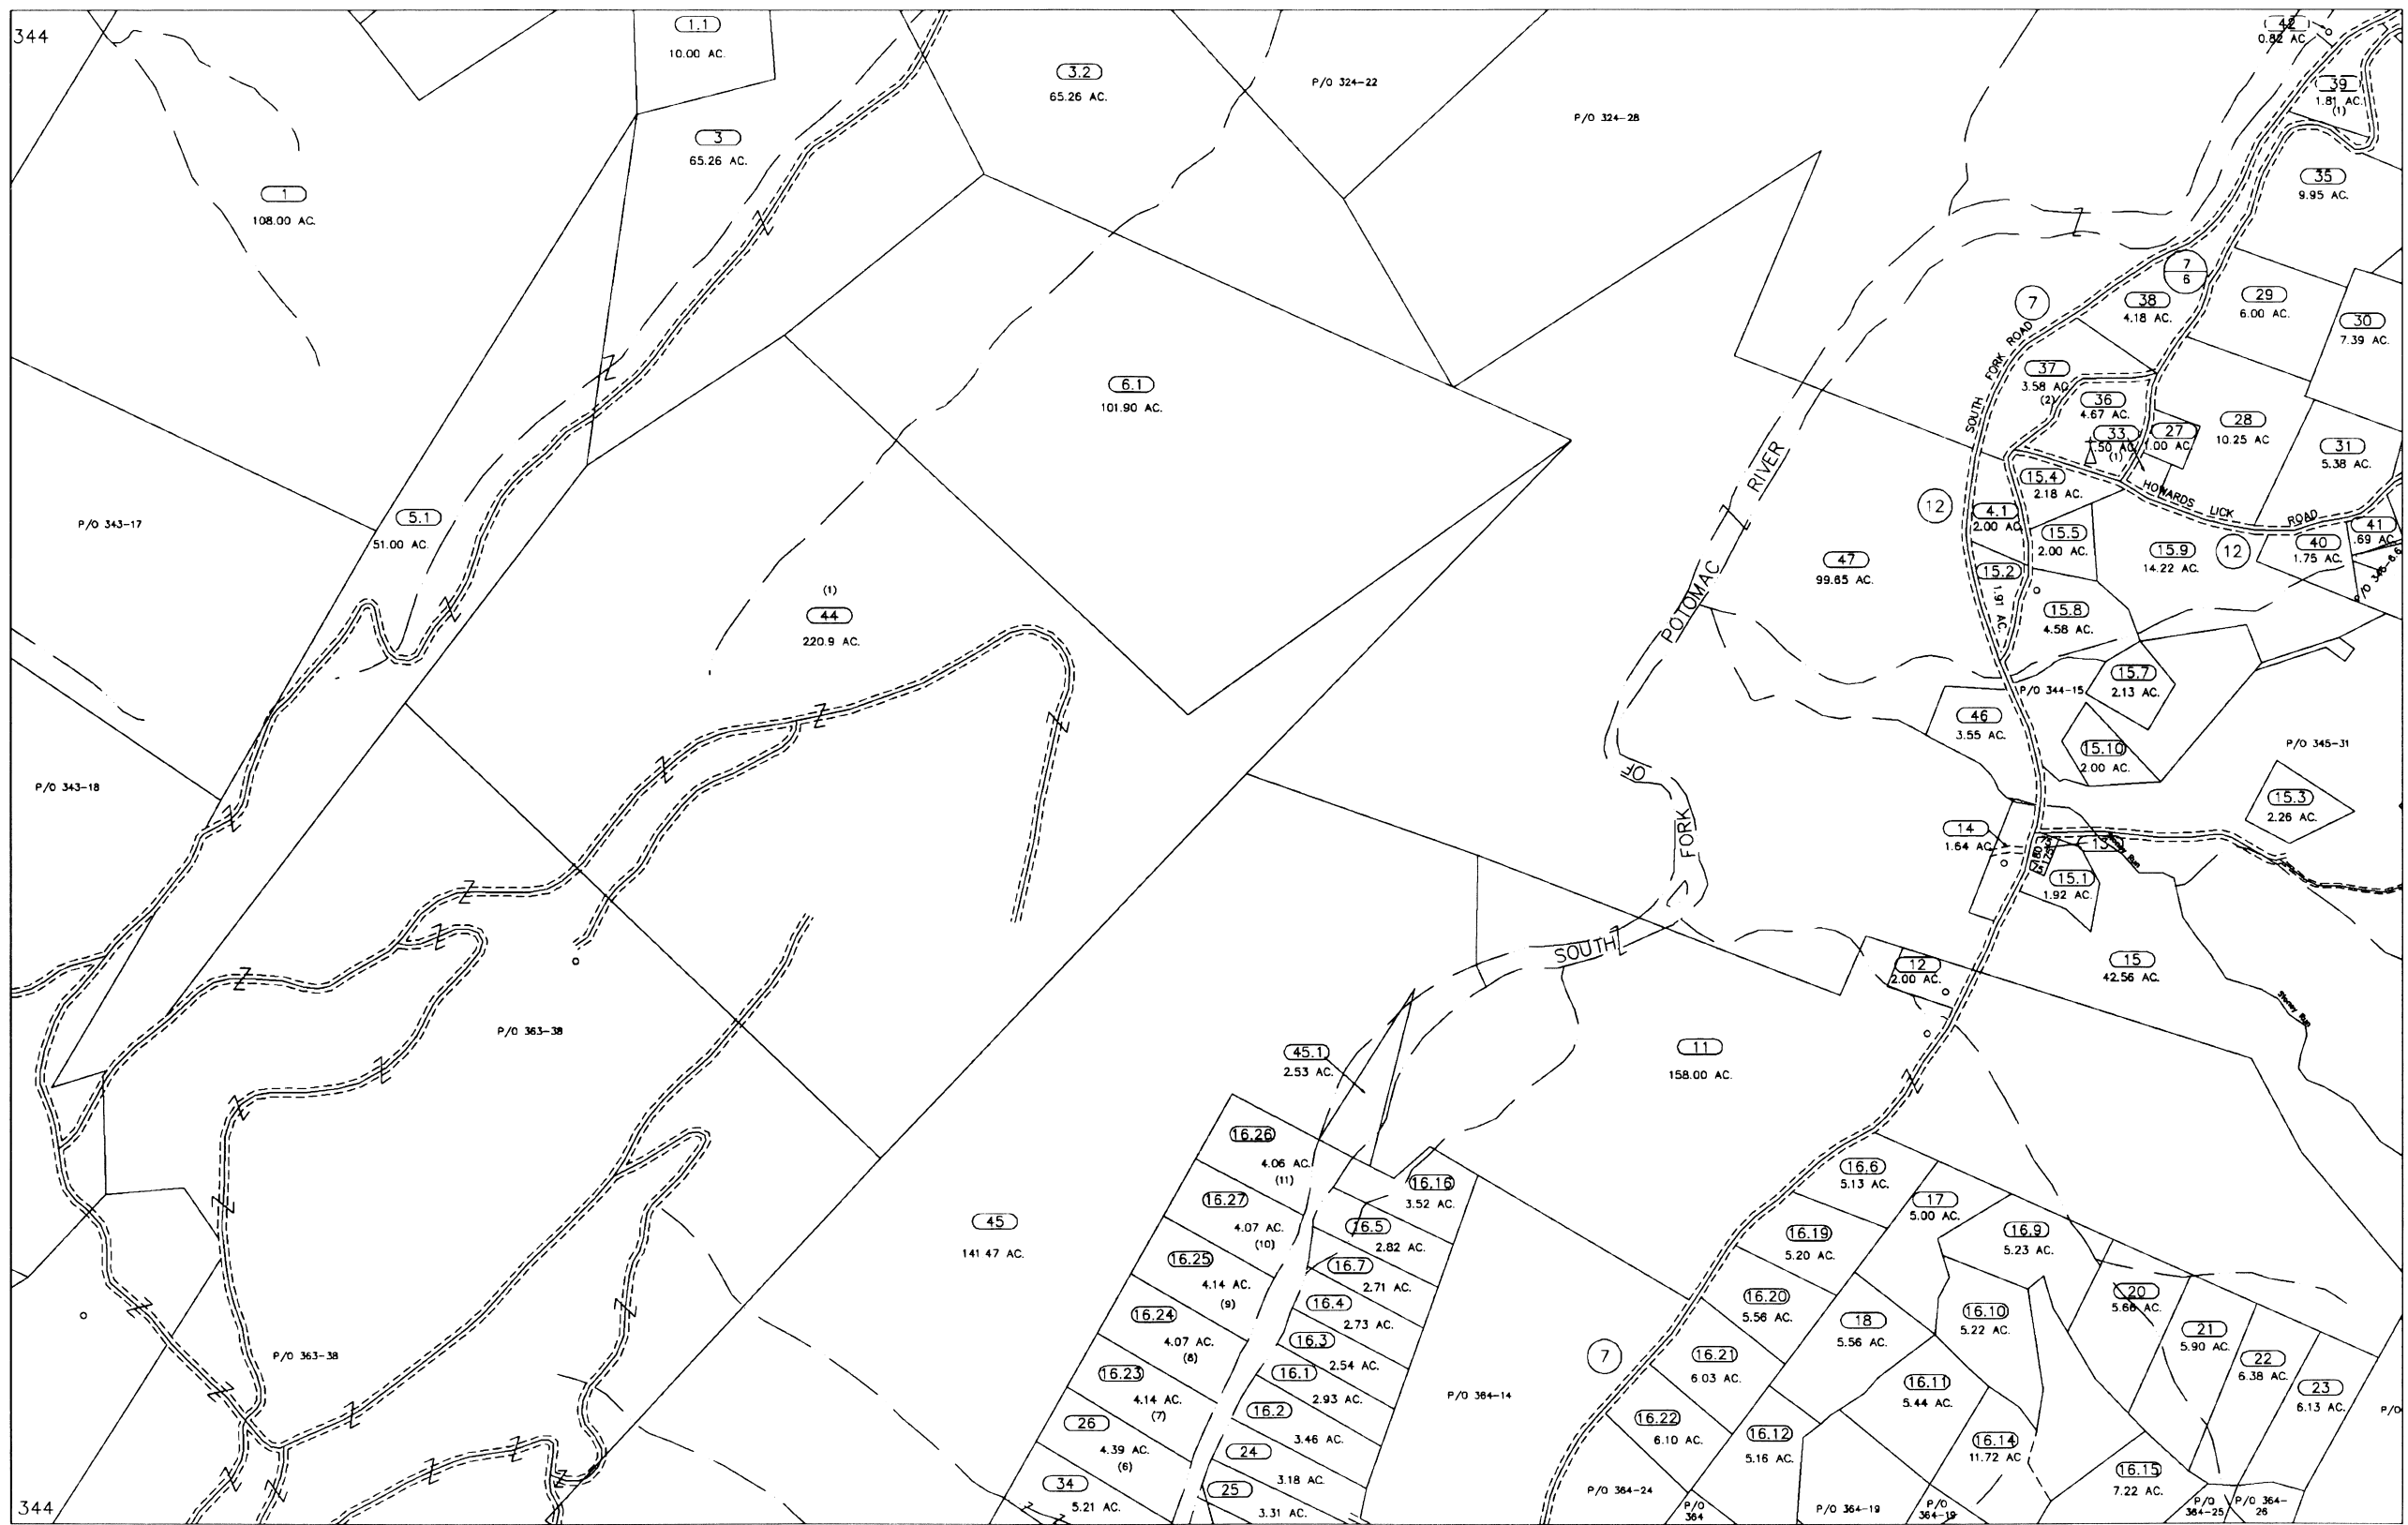 344
1.1
10.00 AC.
3.2
65.26 AC.
P/O 324-22
P/O 324-28
42
0.82 AC.
39
1.81 AC.
(1)
3
65.26 AC.
1
108.00 AC.
35
9.95 AC.
7
6
7
38
4.18 AC.
29
6.00 AC.
30
7.39 AC.
SOUTH FORK ROAD
37
3.58 AC.
(2)
36
4.67 AC.
6.1
101.90 AC.
28
10.25 AC
33
.50 AC.
(1)
27
1.00 AC.
31
5.38 AC.
15.4
2.18 AC.
HOWARDS LICK ROAD
12
4.1
2.00 AC.
P/O 343-17
5.1
51.00 AC.
15.5
2.00 AC.
15.9
14.22 AC.
12
40
1.75 AC.
41
.69 AC.
47
99.65 AC.
15.2
1.91 AC.
15.8
4.58 AC.
(1)
44
220.9 AC.
SOUTH FORK OF POTOMAC RIVER
15.7
2.13 AC.
P/O 344-15
46
3.55 AC.
15.10
2.00 AC.
P/O 345-31
P/O 343-18
15.3
2.26 AC.
14
1.64 AC.
13
Stoney Run
15.1
1.92 AC.
12
2.00 AC.
15
42.56 AC.
Stoney Run
P/O 363-38
45.1
2.53 AC.
11
158.00 AC.
16.26
4.06 AC.
(11)
16.16
3.52 AC.
16.6
5.13 AC.
17
5.00 AC.
45
141.47 AC.
16.27
4.07 AC.
(10)
16.5
2.82 AC.
16.19
5.20 AC.
16.9
5.23 AC.
16.25
4.14 AC.
(9)
16.7
2.71 AC.
16.20
5.56 AC.
20
5.66 AC.
16.24
4.07 AC.
(8)
16.4
2.73 AC.
18
5.56 AC.
16.10
5.22 AC.
16.3
2.54 AC.
21
5.90 AC.
P/O 363-38
7
16.21
6.03 AC.
22
6.38 AC.
16.23
4.14 AC.
(7)
16.1
2.93 AC.
P/O 364-14
16.11
5.44 AC.
23
6.13 AC.
P/O
26
4.39 AC.
(6)
16.2
3.46 AC.
16.22
6.10 AC.
16.12
5.16 AC.
16.14
11.72 AC
24
3.18 AC.
16.15
7.22 AC.
344
34
5.21 AC.
25
3.31 AC.
P/O 364-24
P/O
364
P/O 364-19
P/O
364-19
P/O
364-25
P/O 364-
26